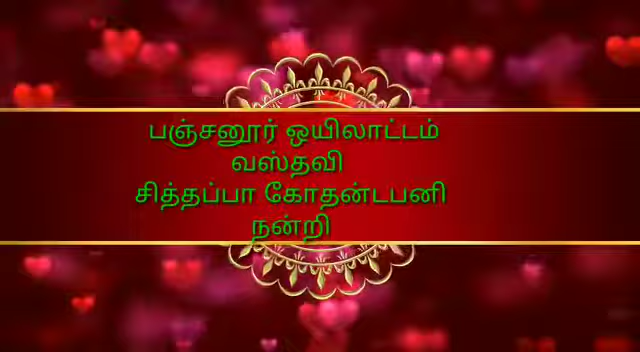 பஞ்சனூர் ஒயிலாட்டம்
வஸ்தவி
சித்தப்பா கோதன்டபனி
நன்றி